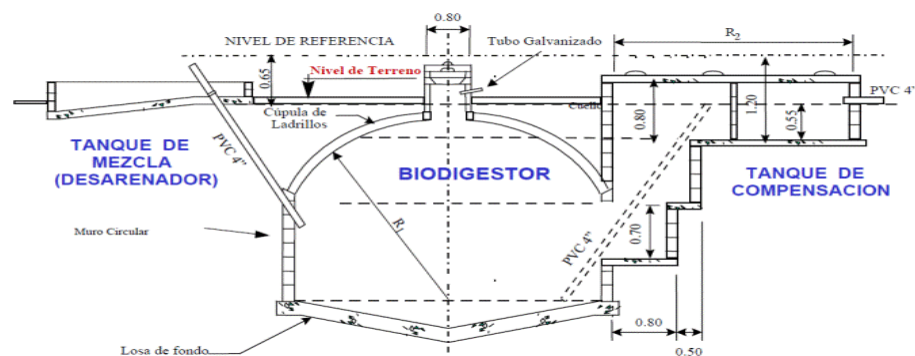 0.80
R2
NIVEL DE REFERENCIA
Tubo Galvanizado
0.65
Nivel de Terreno
PVC 4'
Cúpula de
Ladrillos
Cuello
0.80
1.20
0.55
PVC 4"
TANQUE DE
MEZCLA
(DESARENADOR)
BIODIGESTOR
TANQUE DE
COMPENSACION
Muro Circular
R1
PVC 4"
0.70
0.80
0.50
Losa de fondo